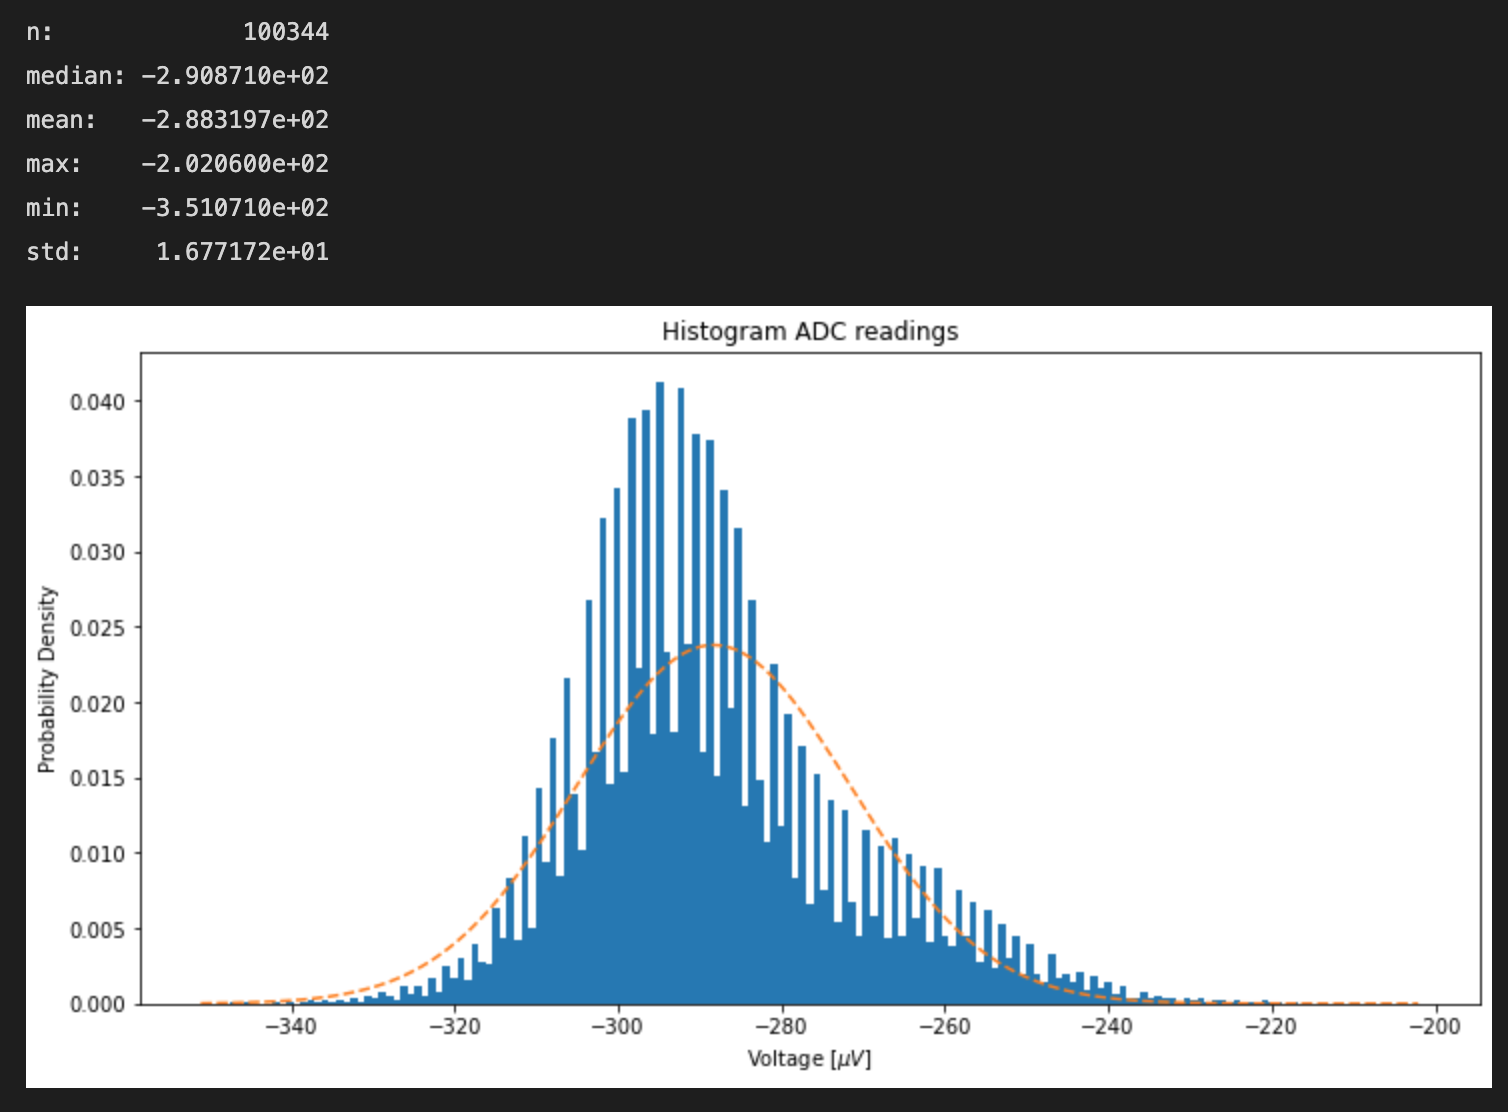 n: 100344
median: −2.908710e+02
mean: −2.883197e+02
max: −2.020600e+02
min: −3.510710e+02
std: 1.677172e+01
Histogram ADC readings
0.040
0.035
0.030
0.025
0.020
0.015
0.010
0.005
0.000
Probability Density
−340 −320 −300 −280 −260 −240 −220 −200
Voltage [μV]